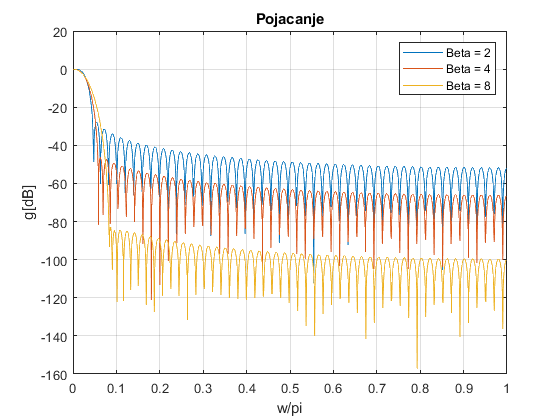 Pojacanje
20
0
-20
-40
-60
-80
-100
-120
-140
-160
g[dB]
Beta = 2
Beta = 4
Beta = 8
0 0.1 0.2 0.3 0.4 0.5 0.6 0.7 0.8 0.9 1
w/pi